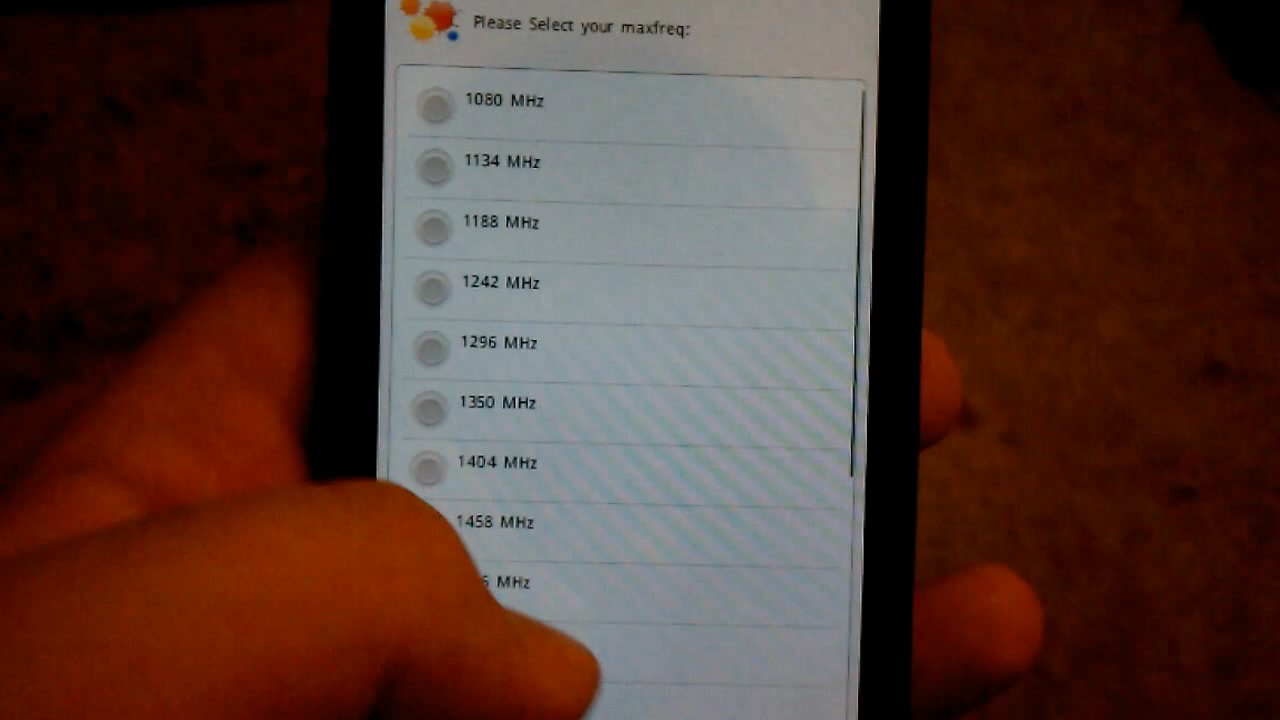 Please Select your maxfreq:
1080 MHz
1134 MHz
1188 MHz
1242 MHz
1296 MHz
1350 MHz
1404 MHz
1458 MHz
MHz